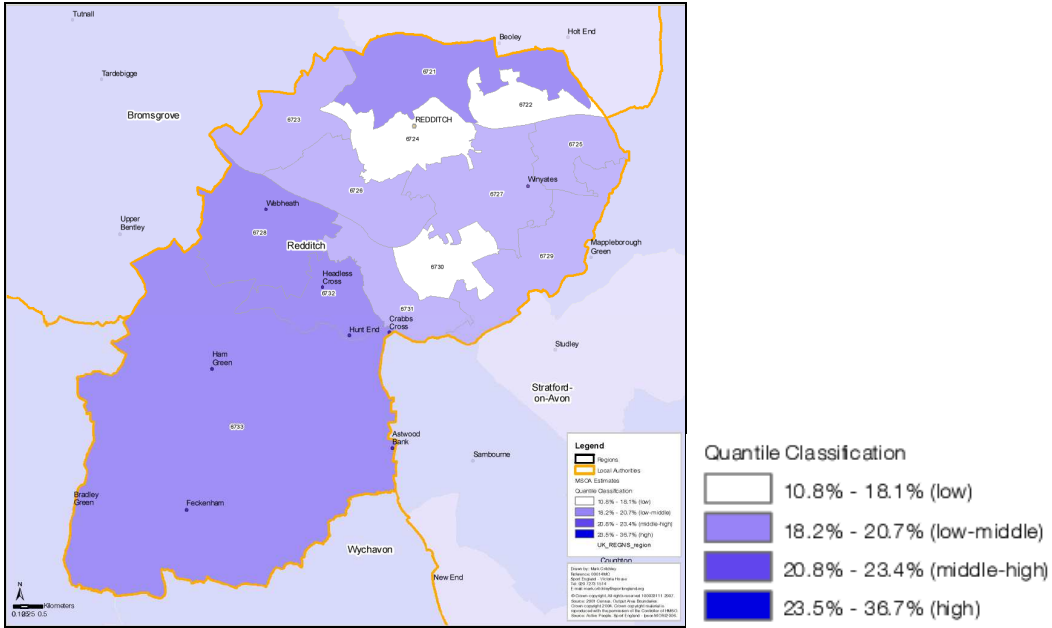 Tutnall
Beoley
Holt End
6721
Tardebigge
6722
Bromsgrove
6723
REDDITCH
6724
6725
Winyates
6726
6727
Webheath
Upper
Bentley
6728
Redditch
Mappleborough
Green
6729
6730
Headless
Cross
6732
6731
Crabbs
Cross
Hunt End
Studley
Ham
Green
Stratford-
on-Avon
6733
Astwood
Bank
Sambourne
Bradley
Green
Feckenham
Wychavon
New End
Coughton
N
Kilometers
Legend
Regions
Local Authorities
MSOA Estimates
Quantile Classification
10.8% - 18.1% (low)
18.2% - 20.7% (low-middle)
20.8% - 23.4% (middle-high)
23.5% - 36.7% (high)
UK_REGNS_region
Quantile Classification
10.8% - 18.1% (low)
18.2% - 20.7% (low-middle)
20.8% - 23.4% (middle-high)
23.5% - 36.7% (high)